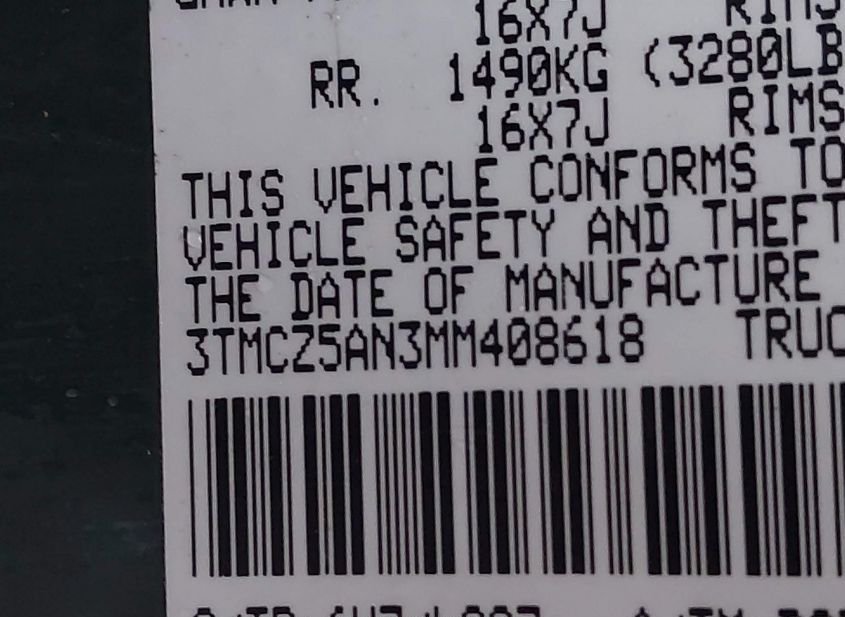 16X7J RIMS
RR. 1490KG (3280LB
16X7J RIMS
THIS VEHICLE CONFORMS TO
VEHICLE SAFETY AND THEFT
THE DATE OF MANUFACTURE
3TMCZ5AN3MM408618 TRUC